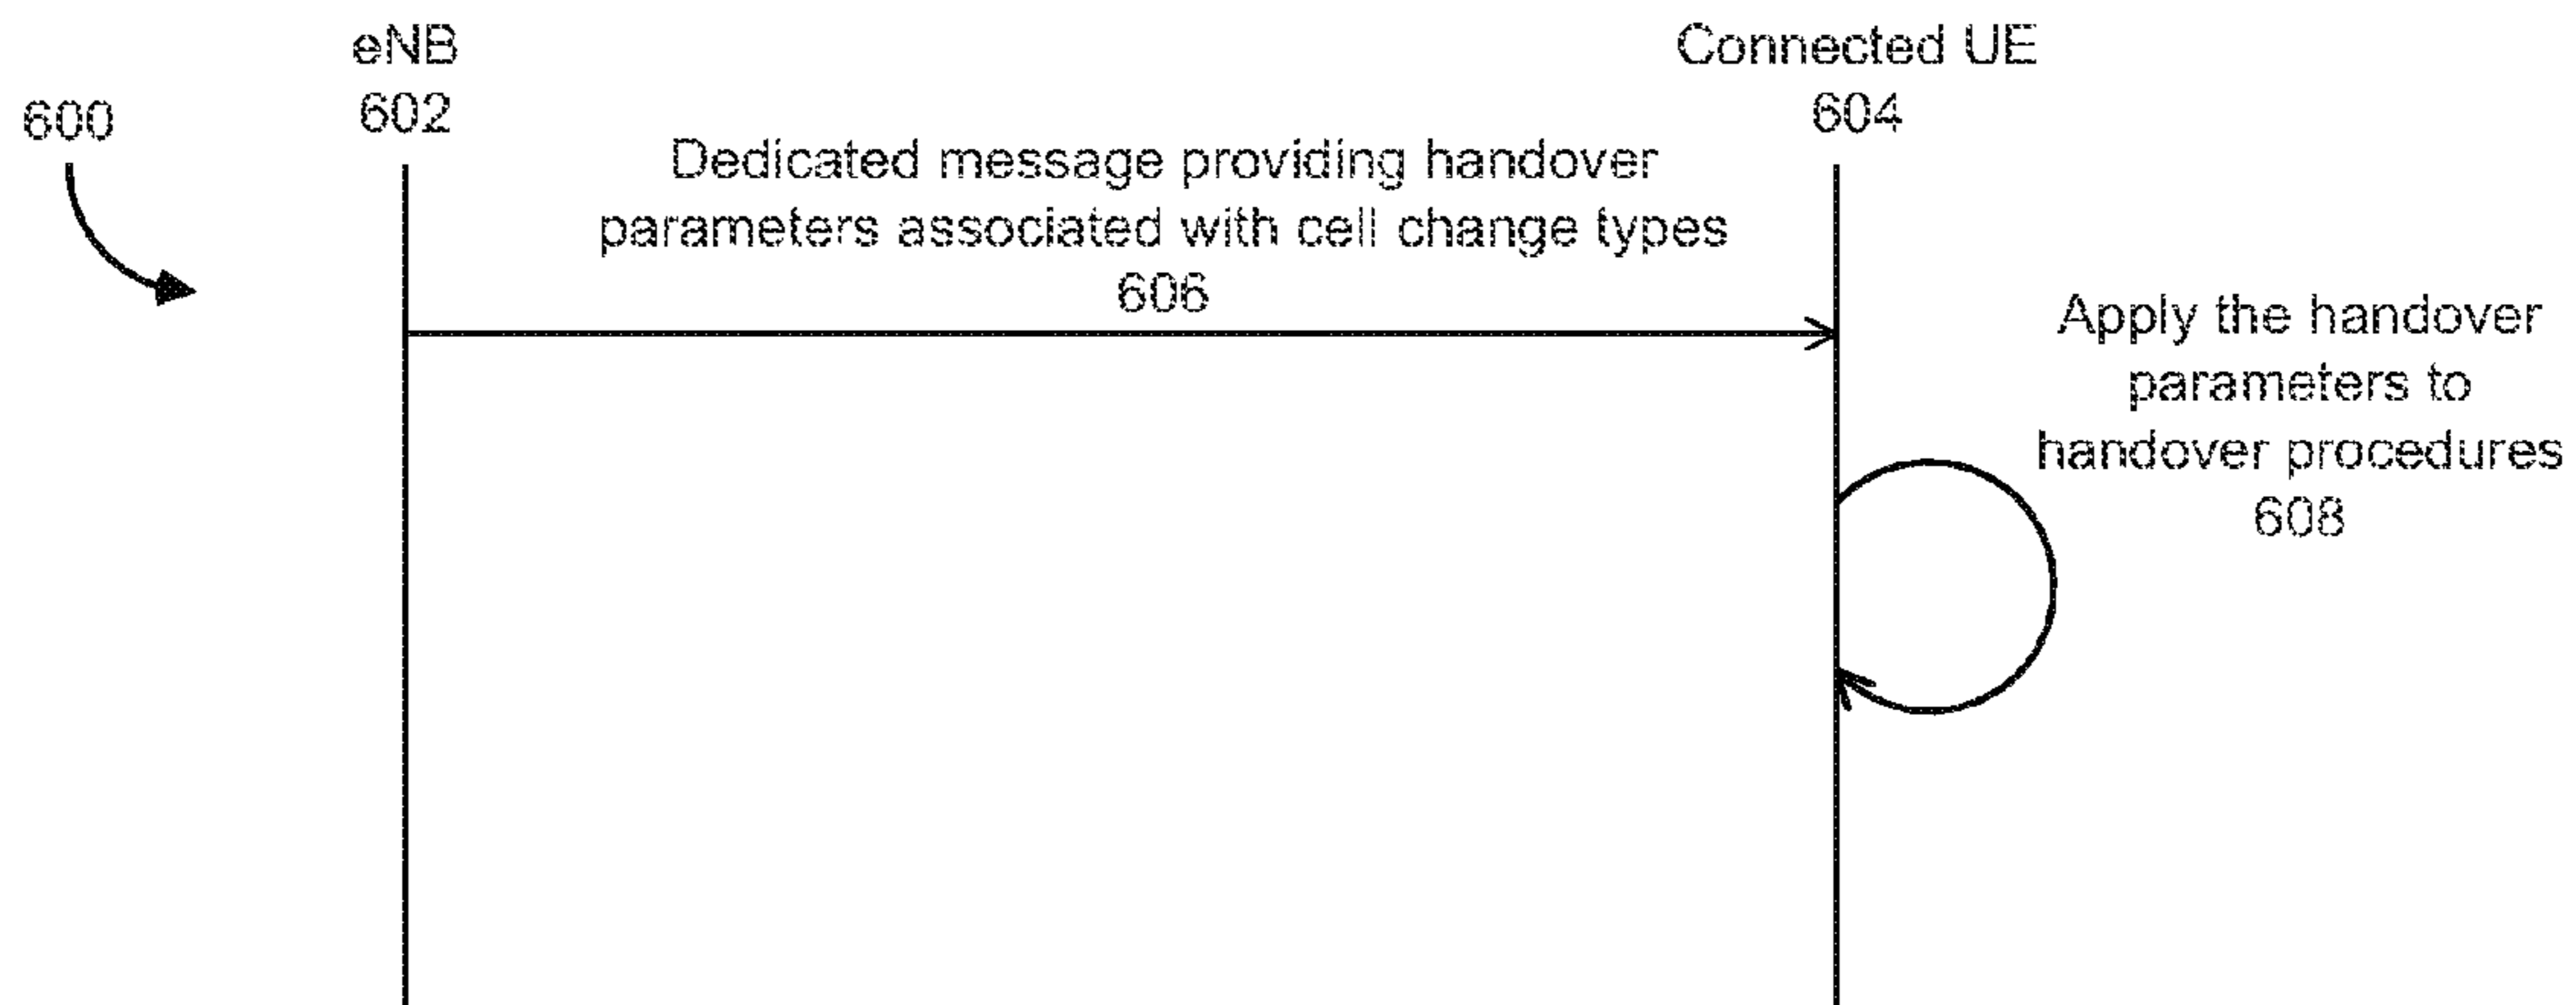 eNB
602
Connected UE
604
600
Dedicated message providing handover
parameters associated with cell change types
606
Apply the handover
parameters to
handover procedures
608